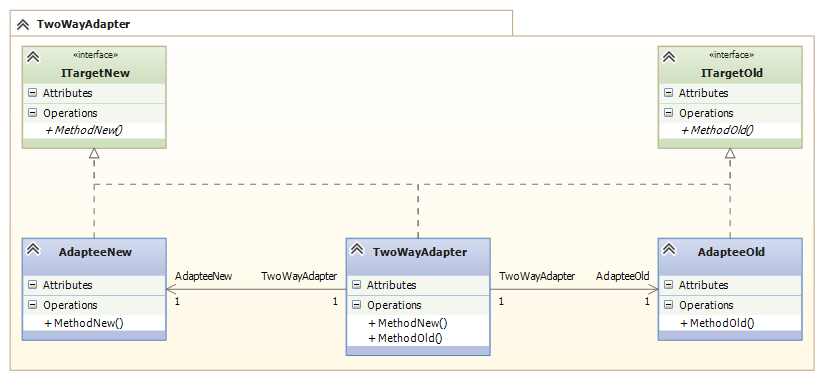 TwoWayAdapter
«interface»
ITargetNew
Attributes
Operations
+ MethodNew()
«interface»
ITargetOld
Attributes
Operations
+ MethodOld()
AdapteeNew
Attributes
Operations
+ MethodNew()
AdapteeNew
TwoWayAdapter
1
1
TwoWayAdapter
Attributes
Operations
+ MethodNew()
+ MethodOld()
TwoWayAdapter
AdapteeOld
1
1
AdapteeOld
Attributes
Operations
+ MethodOld()